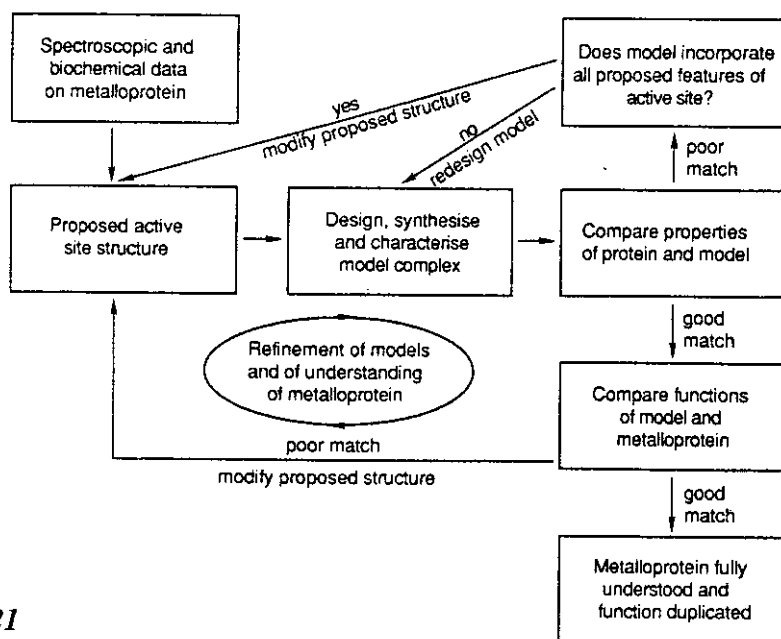 Spectroscopic and
biochemical data
on metalloprotein
Does model incorporate
all proposed features of
active site?
yes
modify proposed structure
no
redesign model
poor
match
Proposed active
site structure
Design, synthesise
and characterise
model complex
Compare properties
of protein and model
good
match
Refinement of models
and of understanding
of metalloprotein
Compare functions
of model and
metalloprotein
poor match
modify proposed structure
good
match
Metalloprotein fully
understood and
function duplicated